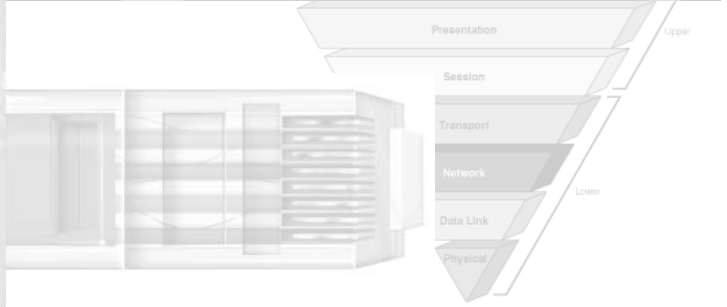 Presentation
Upper
Session
Transport
Network
Lower
Data Link
Physical